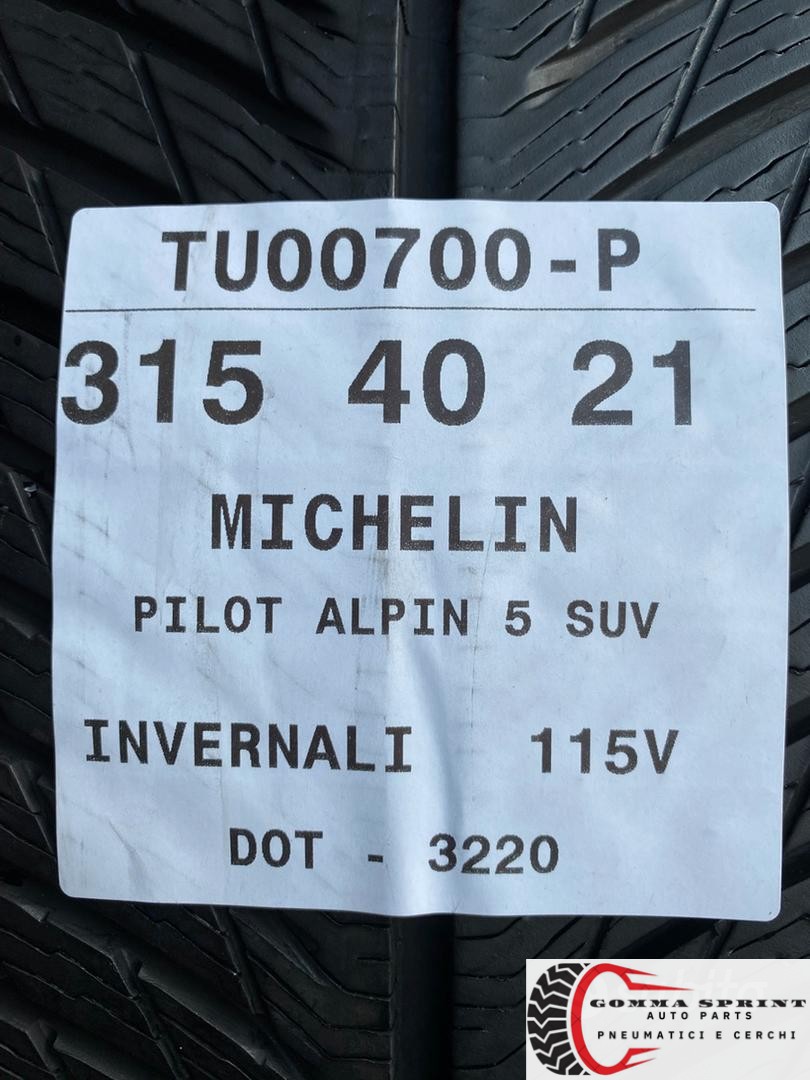 TU00700-P
315 40 21
MICHELIN
PILOT ALPIN 5 SUV
INVERNALI 115V
DOT - 3220
GOMMA SPRINT
AUTO PARTS
PNEUMATICI E CERCHI